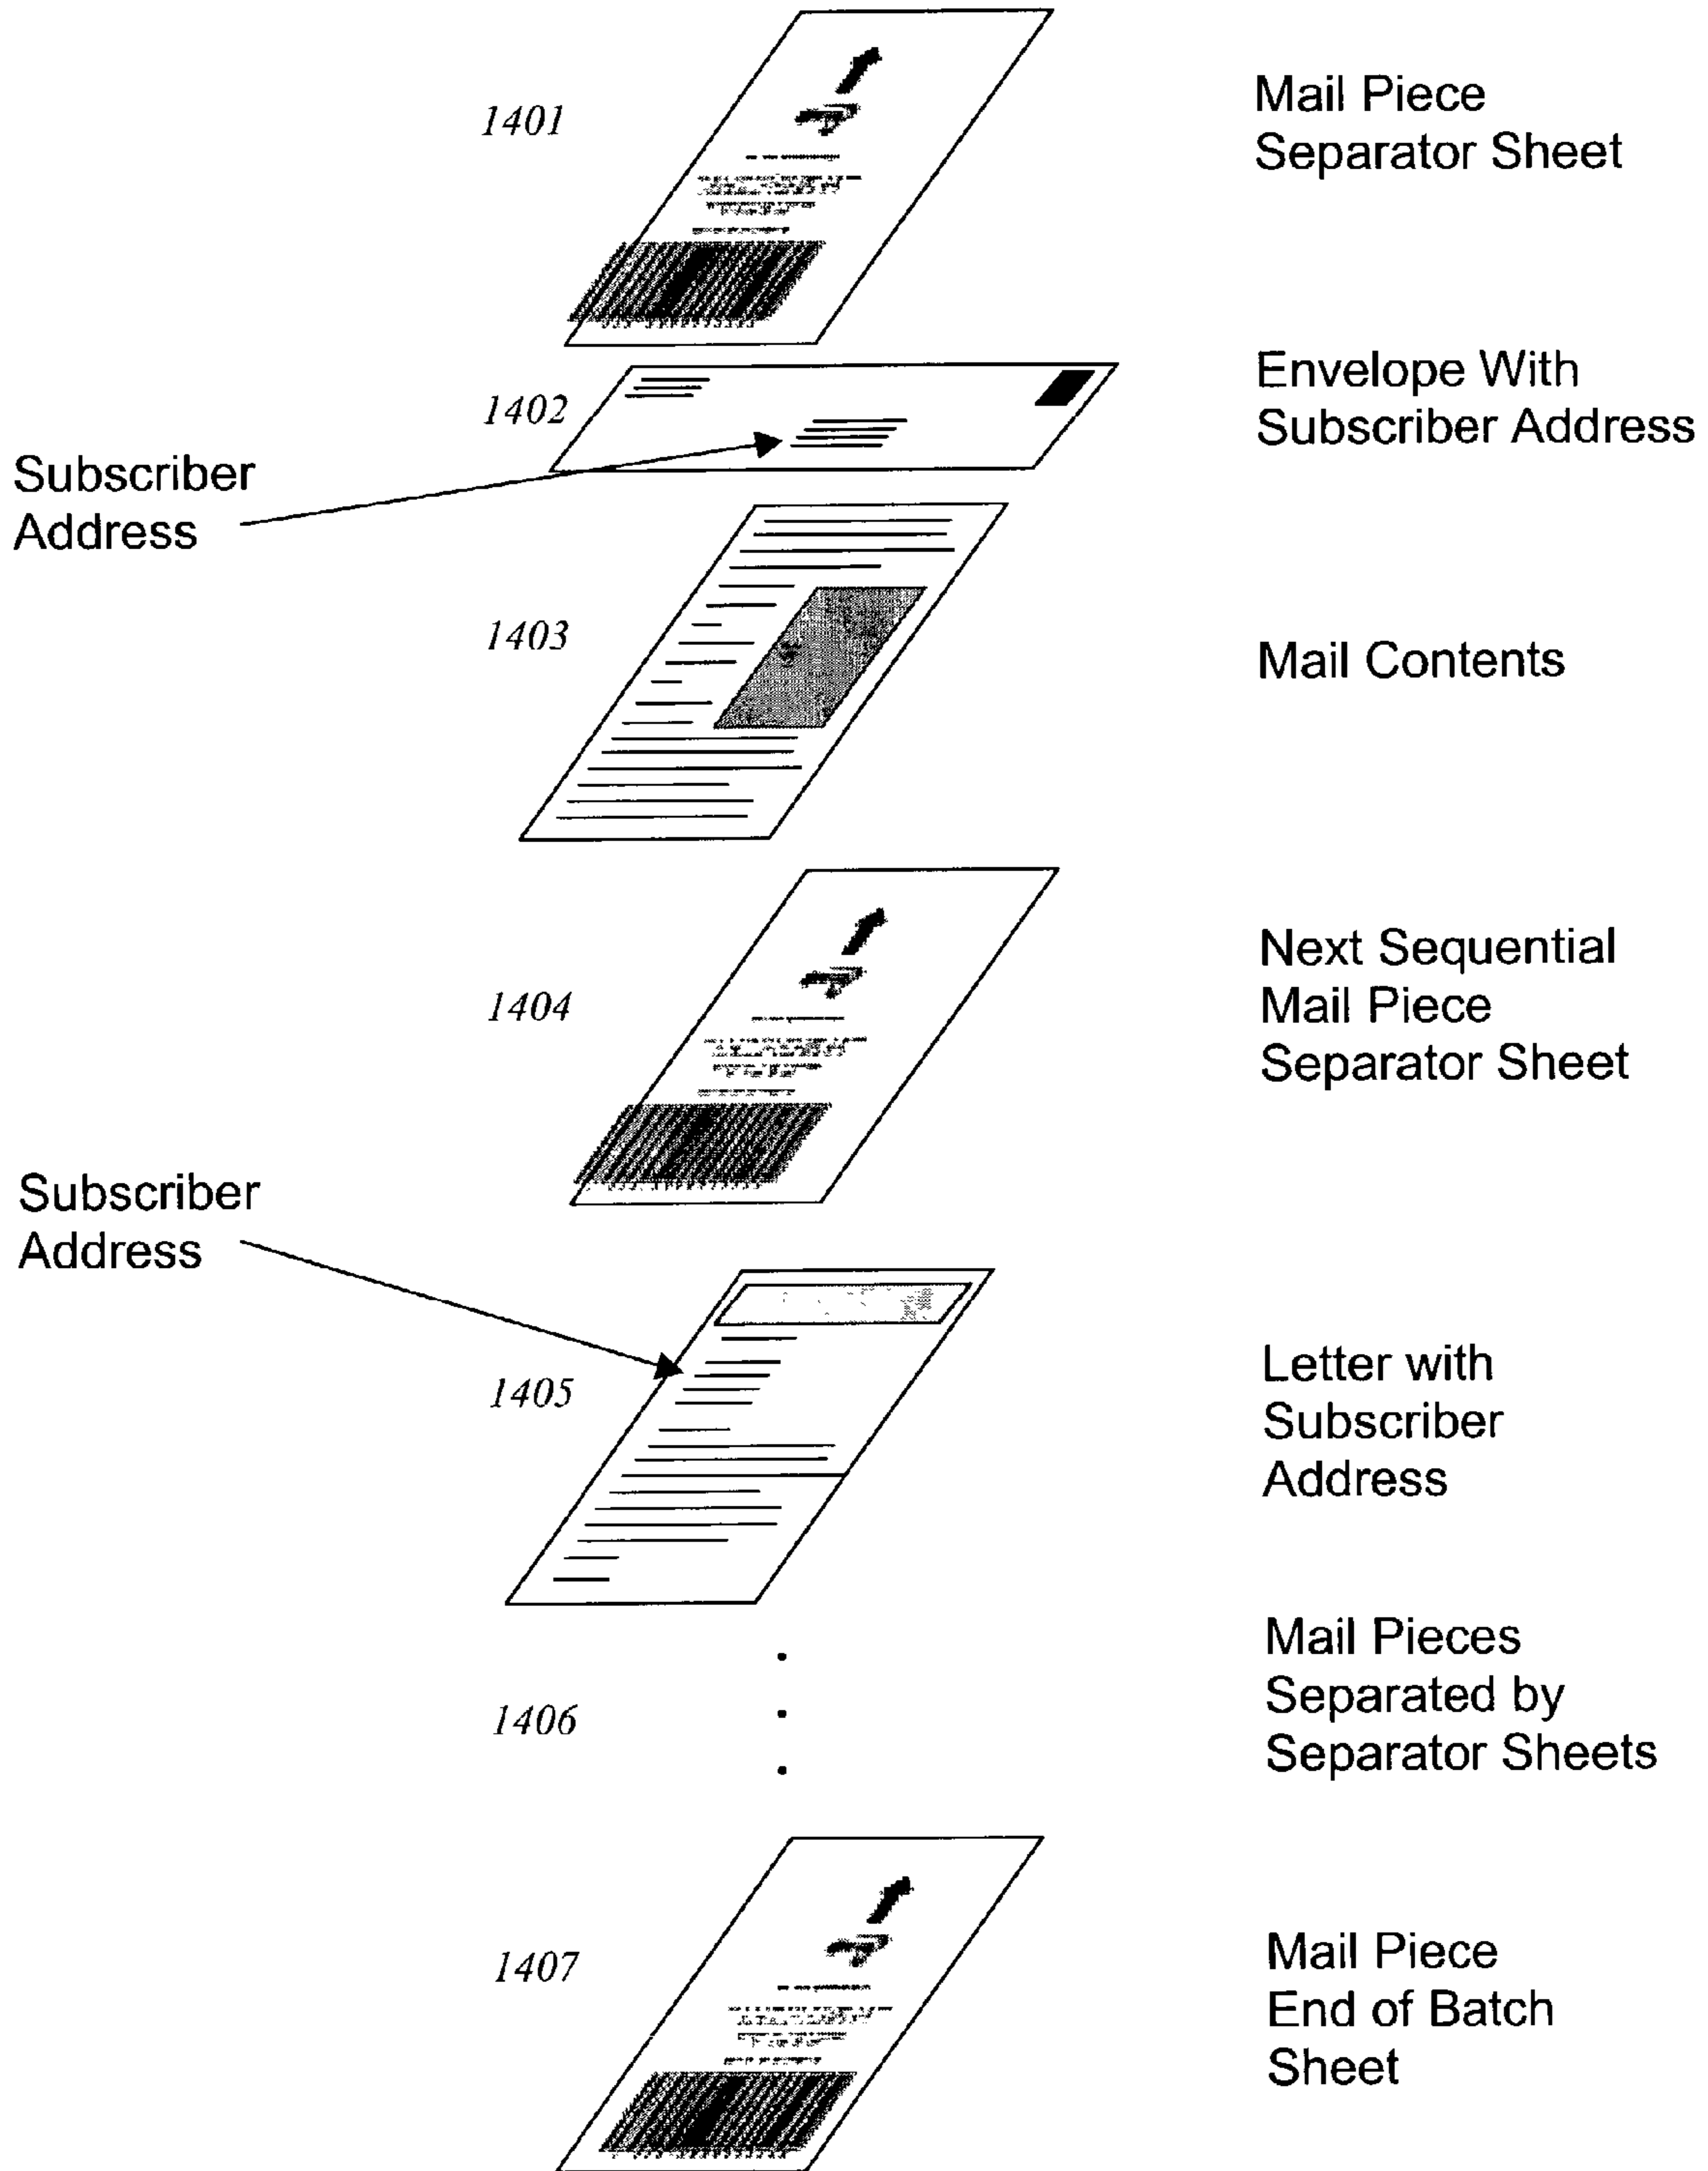 1401
Mail Piece
Separator Sheet
1402
Envelope With
Subscriber Address
Subscriber
Address
1403
Mail Contents
1404
Next Sequential
Mail Piece
Separator Sheet
Subscriber
Address
1405
Letter with
Subscriber
Address
1406
Mail Pieces
Separated by
Separator Sheets
1407
Mail Piece
End of Batch
Sheet